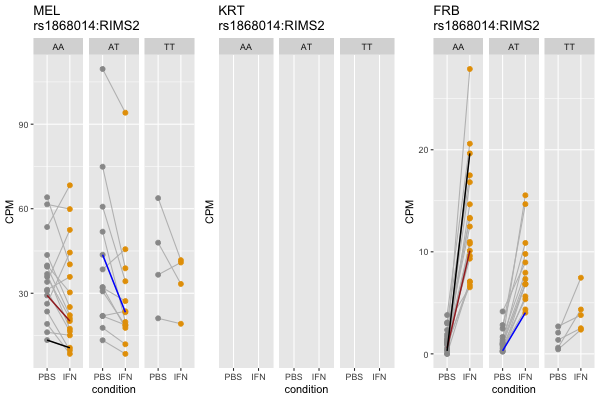 MEL
rs1868014:RIMS2
AA AT TT
CPM
90
60
30
PBS IFN PBS IFN PBS IFN
condition
KRT
rs1868014:RIMS2
AA AT TT
CPM
PBS IFN PBS IFN PBS IFN
condition
FRB
rs1868014:RIMS2
AA AT TT
CPM
20
10
0
PBS IFN PBS IFN PBS IFN
condition